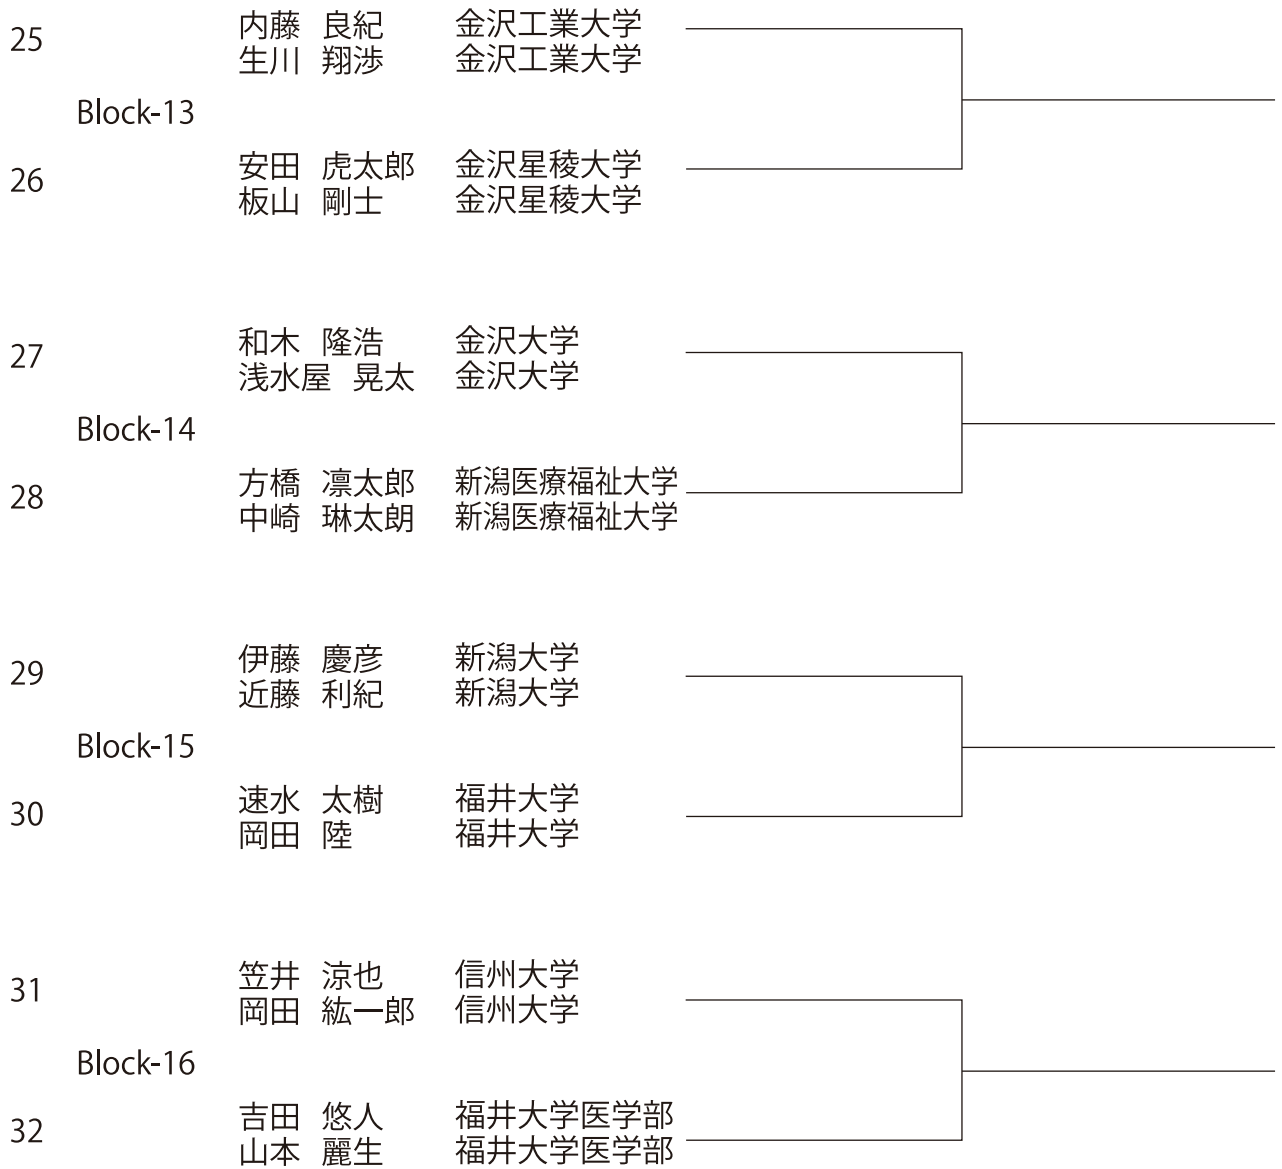 25 内藤 良紀 金沢工業大学
生川 翔渉 金沢工業大学
Block-13
26 安田 虎太郎 金沢星稜大学
板山 剛士 金沢星稜大学
27 和木 隆浩 金沢大学
浅水屋 晃太 金沢大学
Block-14
28 方橋 凛太郎 新潟医療福祉大学
中崎 琳太朗 新潟医療福祉大学
29 伊藤 慶彦 新潟大学
近藤 利紀 新潟大学
Block-15
30 速水 太樹 福井大学
岡田 陸 福井大学
31 笠井 涼也 信州大学
岡田 紘一郎 信州大学
Block-16
32 吉田 悠人 福井大学医学部
山本 麗生 福井大学医学部